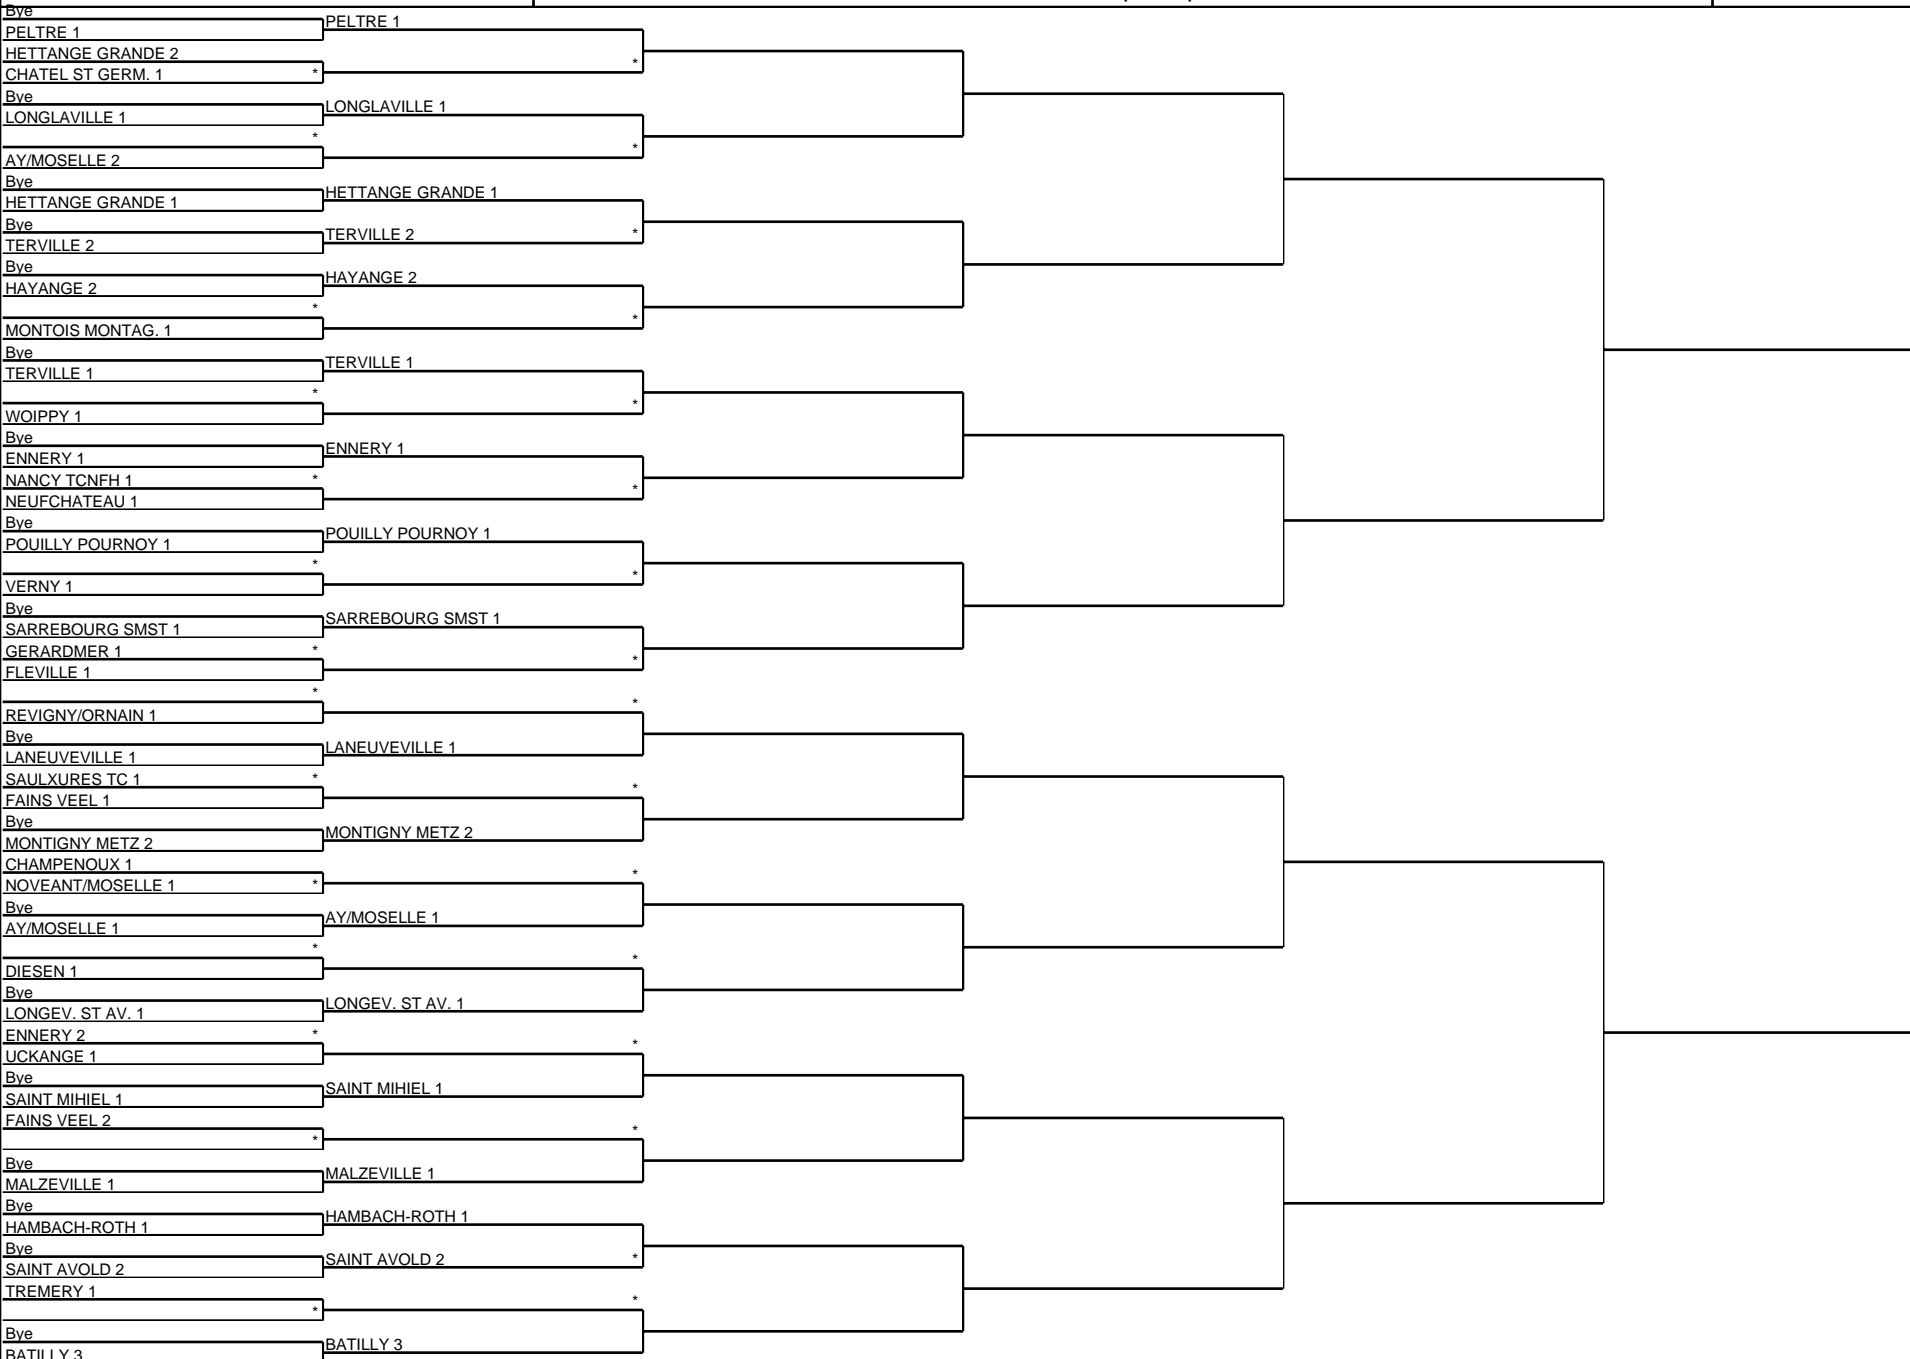 Bye
PELTRE 1
PELTRE 1
HETTANGE GRANDE 2
*
CHATEL ST GERM. 1
*
Bye
LONGLAVILLE 1
LONGLAVILLE 1
*
*
AY/MOSELLE 2
Bye
HETTANGE GRANDE 1
HETTANGE GRANDE 1
Bye
TERVILLE 2
*
TERVILLE 2
Bye
HAYANGE 2
HAYANGE 2
*
*
MONTOIS MONTAG. 1
Bye
TERVILLE 1
TERVILLE 1
*
*
WOIPPY 1
Bye
ENNERY 1
ENNERY 1
NANCY TCNFH 1 *
*
NEUFCHATEAU 1
Bye
POUILLY POURNOY 1
POUILLY POURNOY 1
*
*
VERNY 1
Bye
SARREBOURG SMST 1
SARREBOURG SMST 1
GERARDMER 1 *
*
FLEVILLE 1
*
*
REVIGNY/ORNAIN 1
Bye
LANEUVEVILLE 1
LANEUVEVILLE 1
SAULXURES TC 1 *
*
FAINS VEEL 1
Bye
MONTIGNY METZ 2
MONTIGNY METZ 2
CHAMPENOUX 1
*
NOVEANT/MOSELLE 1 *
Bye
AY/MOSELLE 1
AY/MOSELLE 1
*
*
DIESEN 1
Bye
LONGEV. ST AV. 1
LONGEV. ST AV. 1
ENNERY 2 *
*
UCKANGE 1
Bye
SAINT MIHIEL 1
SAINT MIHIEL 1
FAINS VEEL 2
*
*
Bye
MALZEVILLE 1
MALZEVILLE 1
Bye
HAMBACH-ROTH 1
HAMBACH-ROTH 1
Bye
SAINT AVOLD 2
*
SAINT AVOLD 2
TREMERY 1
*
*
Bye
BATILLY 3
BATILLY 3